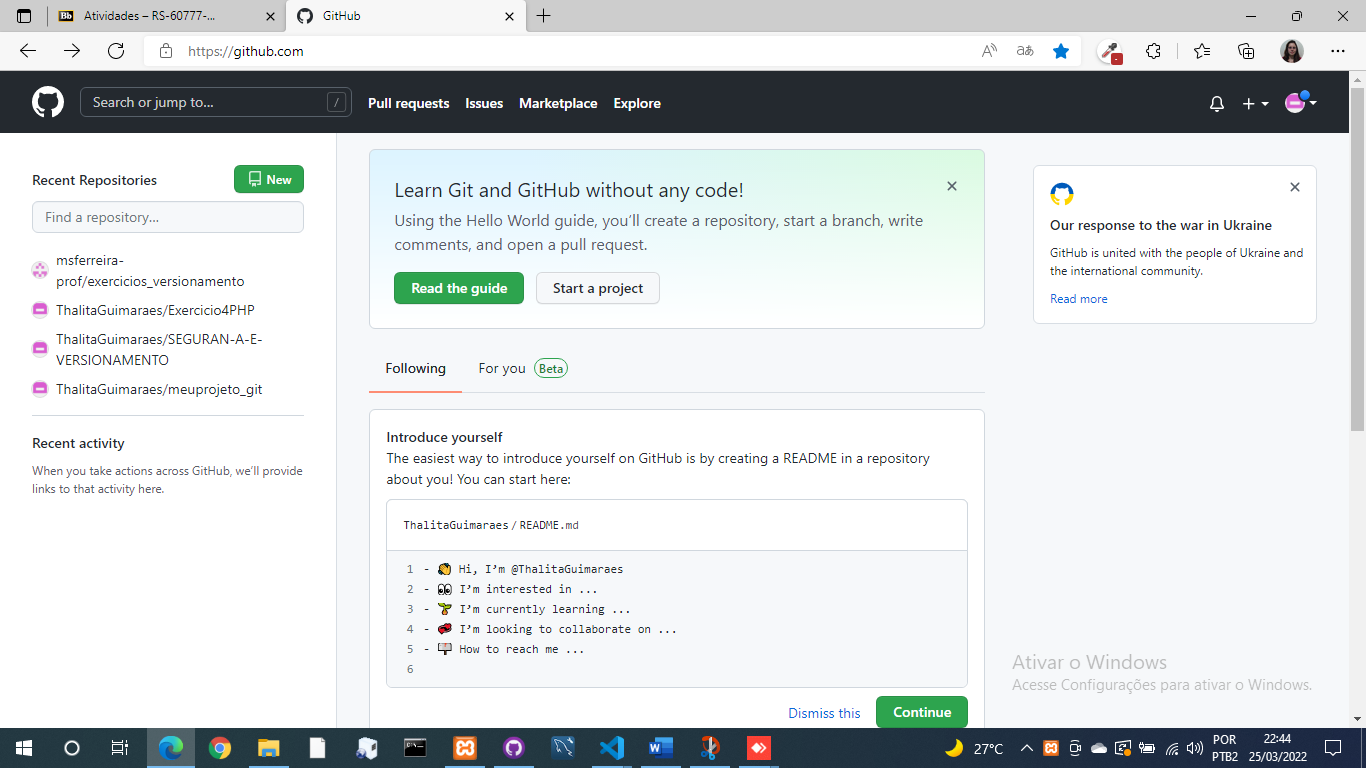 Bb Atividades – RS-60777-...
GitHub
https://github.com
Search or jump to...
/
Pull requests
Issues
Marketplace
Explore
Recent Repositories
New
Find a repository...
msferreira-
prof/exercicios_versionamento
ThalitaGuimaraes/Exercicio4PHP
ThalitaGuimaraes/SEGURAN-A-E-
VERSIONAMENTO
ThalitaGuimaraes/meuprojeto_git
Recent activity
When you take actions across GitHub, we’ll provide
links to that activity here.
Learn Git and GitHub without any code!
Using the Hello World guide, you’ll create a repository, start a branch, write
comments, and open a pull request.
Read the guide
Start a project
Following
For you
Beta
Introduce yourself
The easiest way to introduce yourself on GitHub is by creating a README in a repository
about you! You can start here:
ThalitaGuimaraes / README.md
1 - 👋 Hi, I’m @ThalitaGuimaraes
2 - 👀 I’m interested in ...
3 - 🌱 I’m currently learning ...
4 - 💞️ I’m looking to collaborate on ...
5 - 📫 How to reach me ...
6
Dismiss this
Continue
Our response to the war in Ukraine
GitHub is united with the people of Ukraine and
the international community.
Read more
Ativar o Windows
Acesse Configurações para ativar o Windows.
27°C
POR
PTB2
22:44
25/03/2022